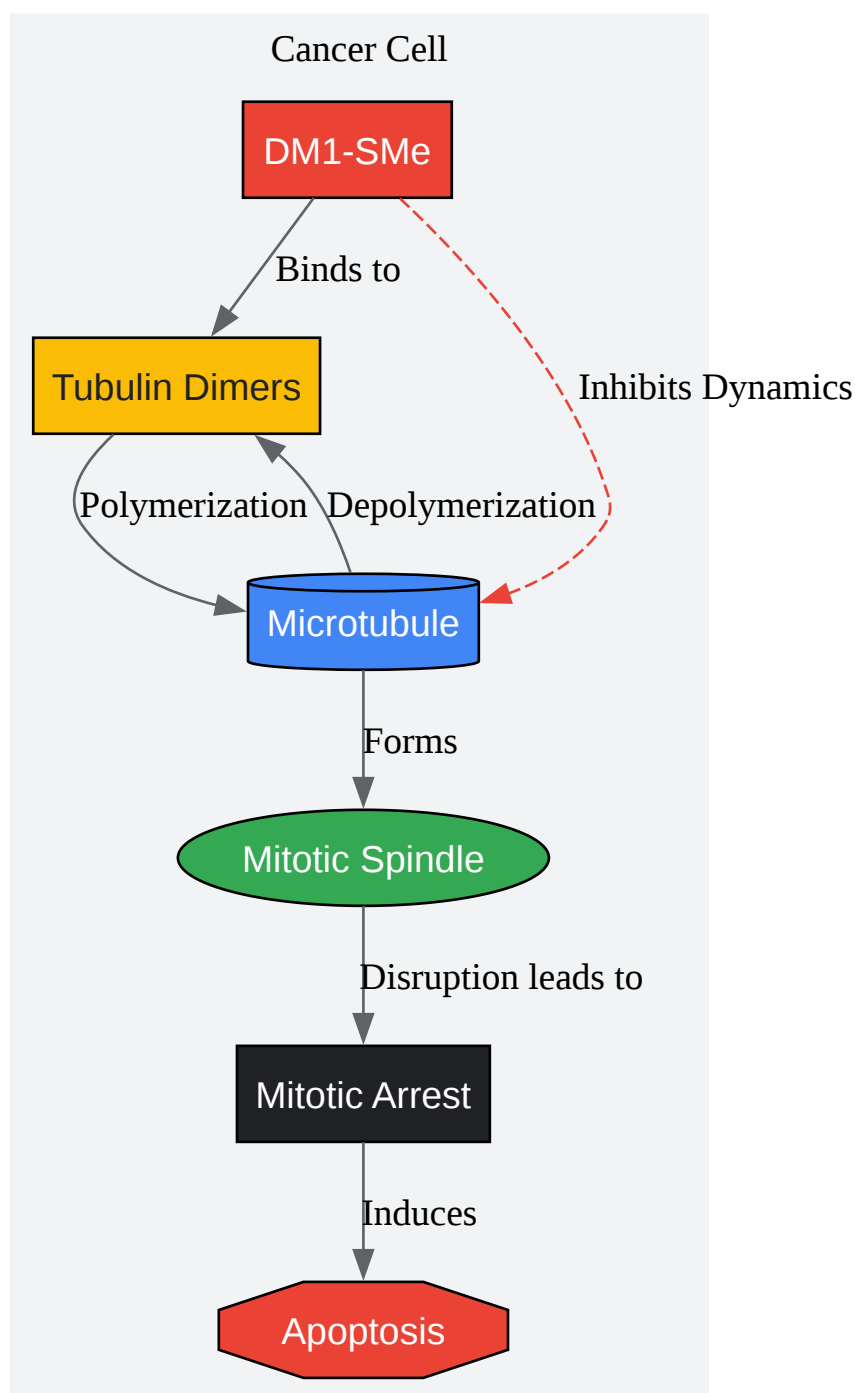 Cancer Cell
DM1-SMe
Binds to
Tubulin Dimers
Inhibits Dynamics
Polymerization
Depolymerization
Microtubule
Forms
Mitotic Spindle
Disruption leads to
Mitotic Arrest
Induces
Apoptosis